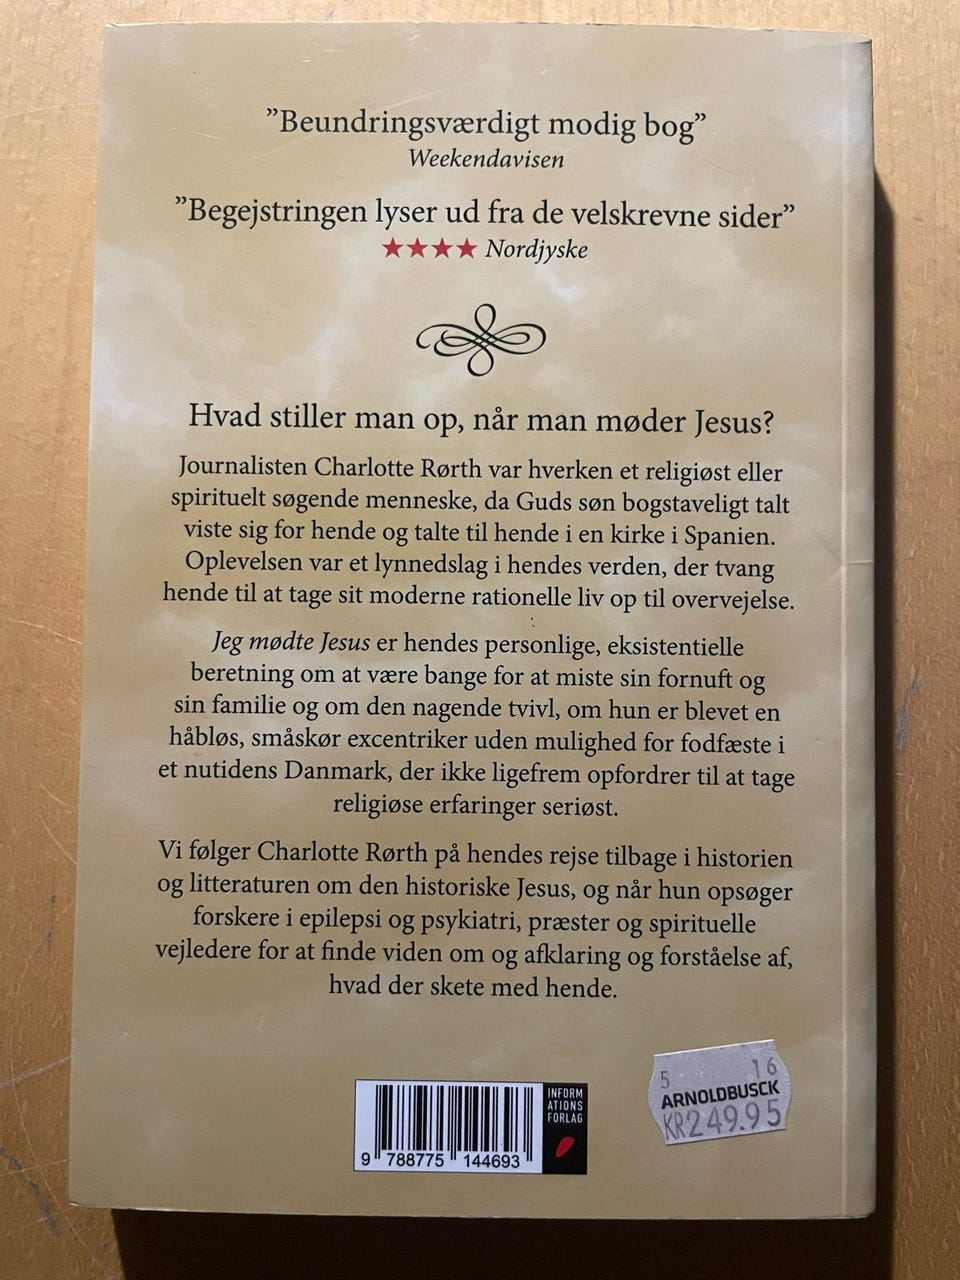 ”Beundringsværdigt modig bog”
Weekendavisen
”Begejstringen lyser ud fra de velskrevne sider”
★★★★ Nordjyske
Hvad stiller man op, når man møder Jesus?
Journalisten Charlotte Rørth var hverken et religiøst eller
spirituelt søgende menneske, da Guds søn bogstaveligt talt
viste sig for hende og talte til hende i en kirke i Spanien.
Oplevelsen var et lynnedslag i hendes verden, der tvang
hende til at tage sit moderne rationelle liv op til overvejelse.
Jeg mødte Jesus er hendes personlige, eksistentielle
beretning om at være bange for at miste sin fornuft og
sin familie og om den nagende tvivl, om hun er blevet en
håbløs, småskør excentriker uden mulighed for fodfæste i
et nutidens Danmark, der ikke ligefrem opfordrer til at tage
religiøse erfaringer seriøst.
Vi følger Charlotte Rørth på hendes rejse tilbage i historien
og litteraturen om den historiske Jesus, og når hun opsøger
forskere i epilepsi og psykiatri, præster og spirituelle
vejledere for at finde viden om og afklaring og forståelse af,
hvad der skete med hende.
INFORM
ATIONS
FORLAG
9 788775 144693
5 16
ARNOLDBUSCK
KR249.95